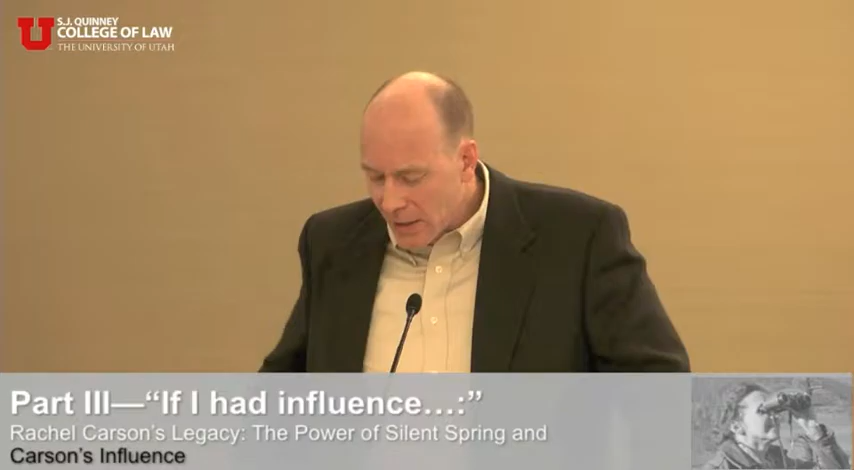 S.J. QUINNEY
COLLEGE OF LAW
THE UNIVERSITY OF UTAH
Part III—“If I had influence…:”
Rachel Carson’s Legacy: The Power of Silent Spring and
Carson’s Influence